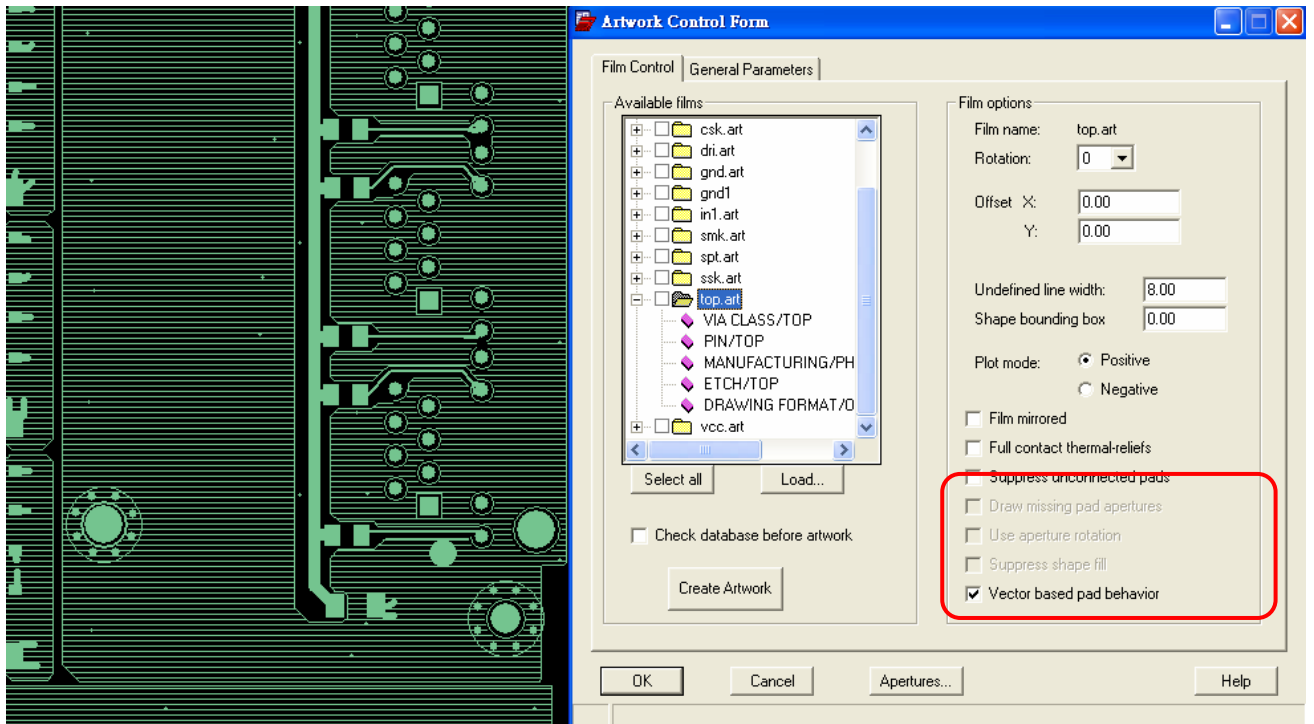 Artwork Control Form
Film Control
General Parameters
Available films
csk.art
dri.art
gnd.art
gnd1
in1.art
smk.art
spt.art
ssk.art
top.art
VIA CLASS/TOP
PIN/TOP
MANUFACTURING/PH
ETCH/TOP
DRAWING FORMAT/O
vcc.art
Select all
Load...
Check database before artwork
Create Artwork
Film options
Film name: top.art
Rotation: 0
Offset X: 0.00
Y: 0.00
Undefined line width: 8.00
Shape bounding box 0.00
Plot mode: Positive
Negative
Film mirrored
Full contact thermal-reliefs
Suppress unconnected pads
Draw missing pad apertures
Use aperture rotation
Suppress shape fill
Vector based pad behavior
OK
Cancel
Apertures...
Help